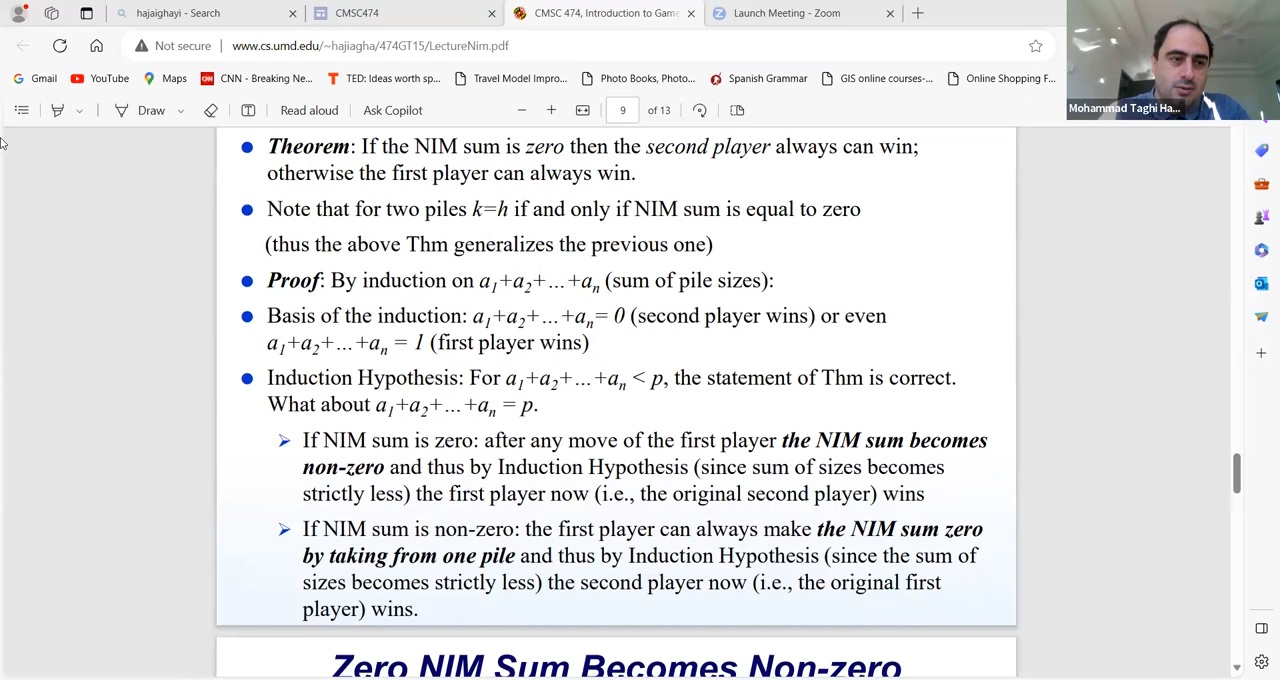 hajaighayi - Search
CMSC474
CMSC 474, Introduction to Game
Launch Meeting - Zoom
Not secure
www.cs.umd.edu/~hajiagha/474GT15/LectureNim.pdf
Gmail
YouTube
Maps
CNN - Breaking Ne...
TED: Ideas worth sp...
Travel Model Impro...
Photo Books, Photo...
Spanish Grammar
GIS online courses-...
Online Shopping F...
Mohammad Taghi Ha...
Draw
Read aloud
Ask Copilot
9 of 13
Theorem: If the NIM sum is zero then the second player always can win;
otherwise the first player can always win.
Note that for two piles k=h if and only if NIM sum is equal to zero
(thus the above Thm generalizes the previous one)
Proof: By induction on a1+a2+...+an (sum of pile sizes):
Basis of the induction: a1+a2+...+an= 0 (second player wins) or even
a1+a2+...+an = 1 (first player wins)
Induction Hypothesis: For a1+a2+...+an < p, the statement of Thm is correct.
What about a1+a2+...+an = p.
If NIM sum is zero: after any move of the first player the NIM sum becomes
non-zero and thus by Induction Hypothesis (since sum of sizes becomes
strictly less) the first player now (i.e., the original second player) wins
If NIM sum is non-zero: the first player can always make the NIM sum zero
by taking from one pile and thus by Induction Hypothesis (since the sum of
sizes becomes strictly less) the second player now (i.e., the original first
player) wins.
Zero NIM Sum Becomes Non-zero